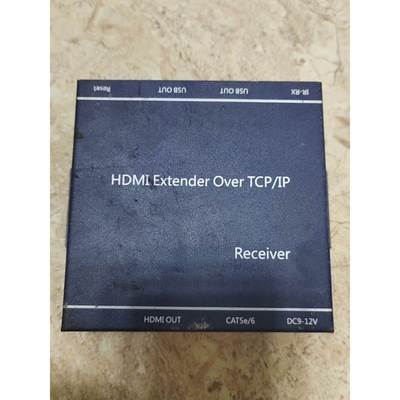 Reset USB OUT USB OUT IR-RX
HDMI Extender Over TCP/IP
Receiver
HDMI OUT CAT5e/6 DC9-12V